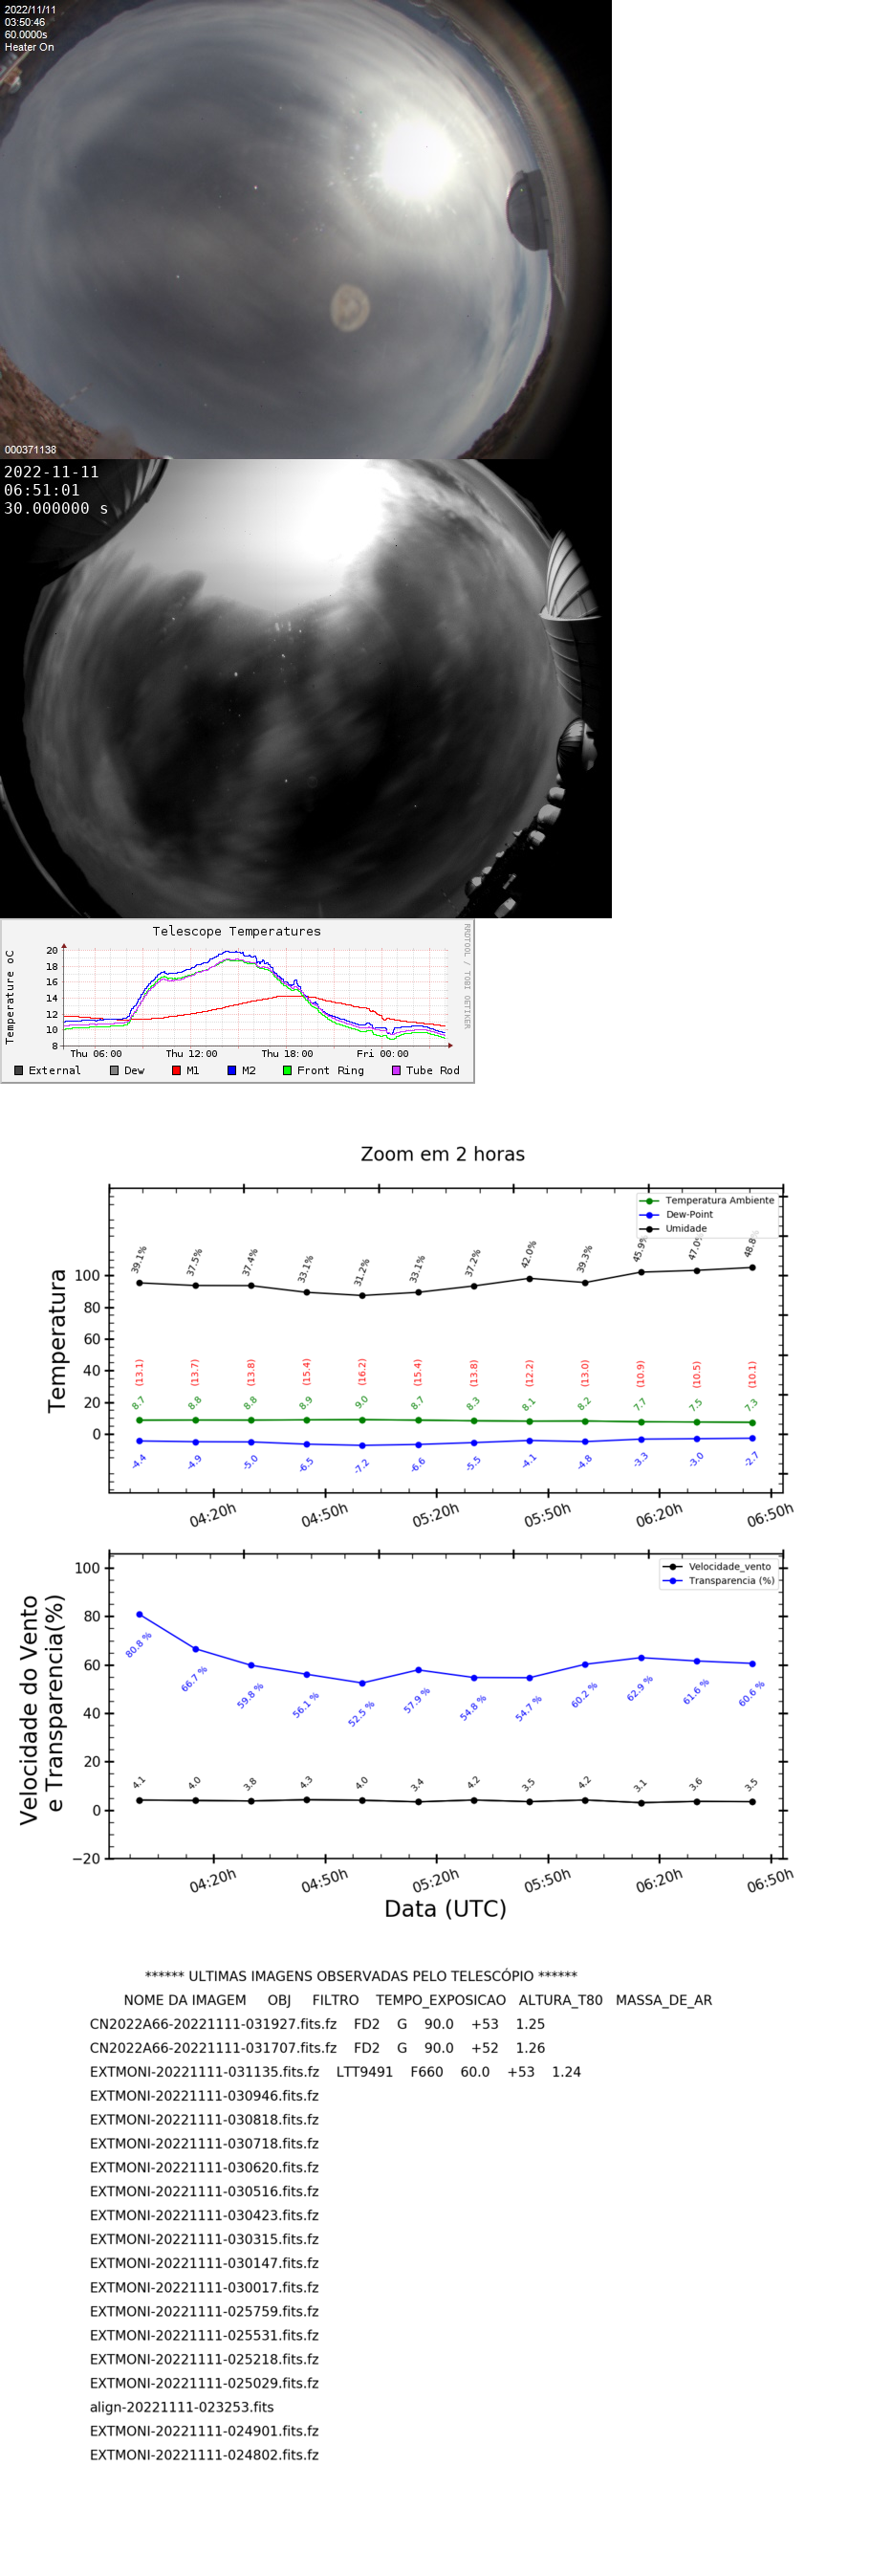 2022/11/11
03:50:46
60.0000s
Heater On
000371138
2022-11-11
06:51:01
30.000000 s
Telescope Temperatures
RRDTOOL / TOBI OETIKER
Temperature oC
20
18
16
14
12
10
8
Thu 06:00 Thu 12:00 Thu 18:00 Fri 00:00
External Dew M1 M2 Front Ring Tube Rod
Zoom em 2 horas
Temperatura Ambiente
Dew-Point
Umidade
Temperatura
100
80
60
40
20
0
39.1% 37.5% 37.4% 33.1% 31.2% 33.1% 37.2% 42.0% 39.3% 45.9% 47.0% 48.8%
(13.1) (13.7) (13.8) (15.4) (16.2) (15.4) (13.8) (12.2) (13.0) (10.9) (10.5) (10.1)
8.7 8.8 8.8 8.9 9.0 8.7 8.3 8.1 8.2 7.7 7.5 7.3
-4.4 -4.9 -5.0 -6.5 -7.2 -6.6 -5.5 -4.1 -4.8 -3.3 -3.0 -2.7
04:20h 04:50h 05:20h 05:50h 06:20h 06:50h
Velocidade_vento
Transparencia (%)
Velocidade do Vento
e Transparencia(%)
100
80
60
40
20
0
−20
80.8 % 66.7 % 59.8 % 56.1 % 52.5 % 57.9 % 54.8 % 54.7 % 60.2 % 62.9 % 61.6 % 60.6 %
4.1 4.0 3.8 4.3 4.0 3.4 4.2 3.5 4.2 3.1 3.6 3.5
04:20h 04:50h 05:20h 05:50h 06:20h 06:50h
Data (UTC)
****** ULTIMAS IMAGENS OBSERVADAS PELO TELESCÓPIO ******
NOME DA IMAGEM OBJ FILTRO TEMPO_EXPOSICAO ALTURA_T80 MASSA_DE_AR
CN2022A66-20221111-031927.fits.fz FD2 G 90.0 +53 1.25
CN2022A66-20221111-031707.fits.fz FD2 G 90.0 +52 1.26
EXTMONI-20221111-031135.fits.fz LTT9491 F660 60.0 +53 1.24
EXTMONI-20221111-030946.fits.fz
EXTMONI-20221111-030818.fits.fz
EXTMONI-20221111-030718.fits.fz
EXTMONI-20221111-030620.fits.fz
EXTMONI-20221111-030516.fits.fz
EXTMONI-20221111-030423.fits.fz
EXTMONI-20221111-030315.fits.fz
EXTMONI-20221111-030147.fits.fz
EXTMONI-20221111-030017.fits.fz
EXTMONI-20221111-025759.fits.fz
EXTMONI-20221111-025531.fits.fz
EXTMONI-20221111-025218.fits.fz
EXTMONI-20221111-025029.fits.fz
align-20221111-023253.fits
EXTMONI-20221111-024901.fits.fz
EXTMONI-20221111-024802.fits.fz